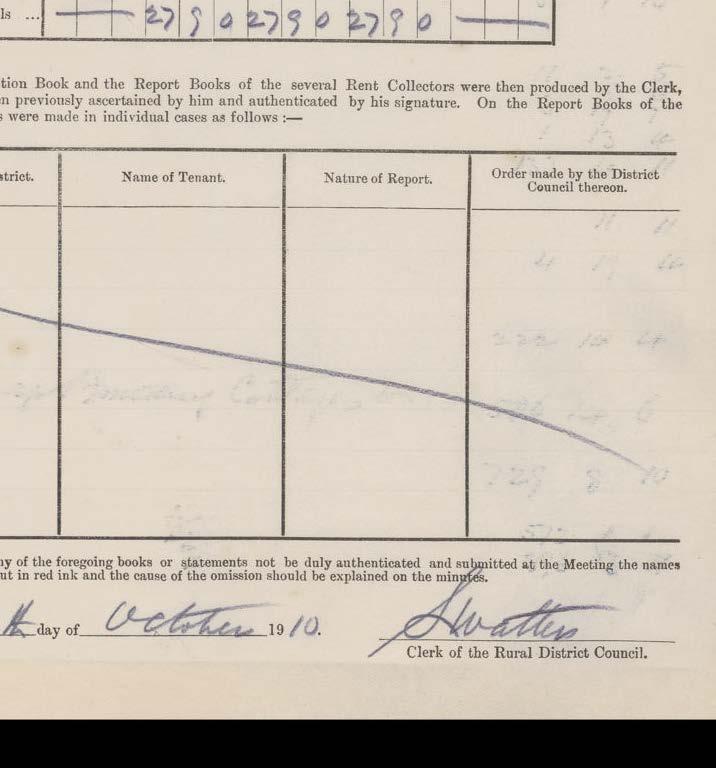 ls ... 27 9 0 27 9 0 27 9 0
tion Book and the Report Books of the several Rent Collectors were then produced by the Clerk,
n previously ascertained by him and authenticated by his signature. On the Report Books of the
s were made in individual cases as follows :—
strict. Name of Tenant. Nature of Report. Order made by the District
Council thereon.
ny of the foregoing books or statements not be duly authenticated and submitted at the Meeting the names
ut in red ink and the cause of the omission should be explained on the minutes.
th day of October 1910. Watters
Clerk of the Rural District Council.